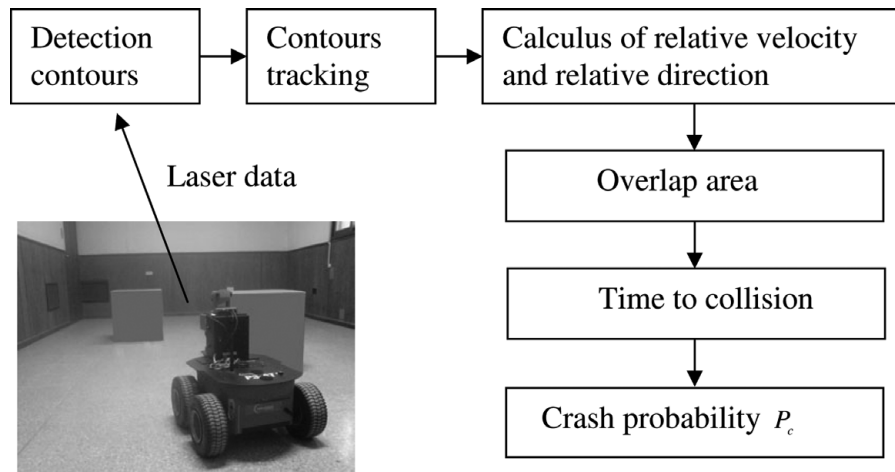 Detection
contours
Contours
tracking
Calculus of relative velocity
and relative direction
Laser data
Overlap area
Time to collision
Crash probability P_c